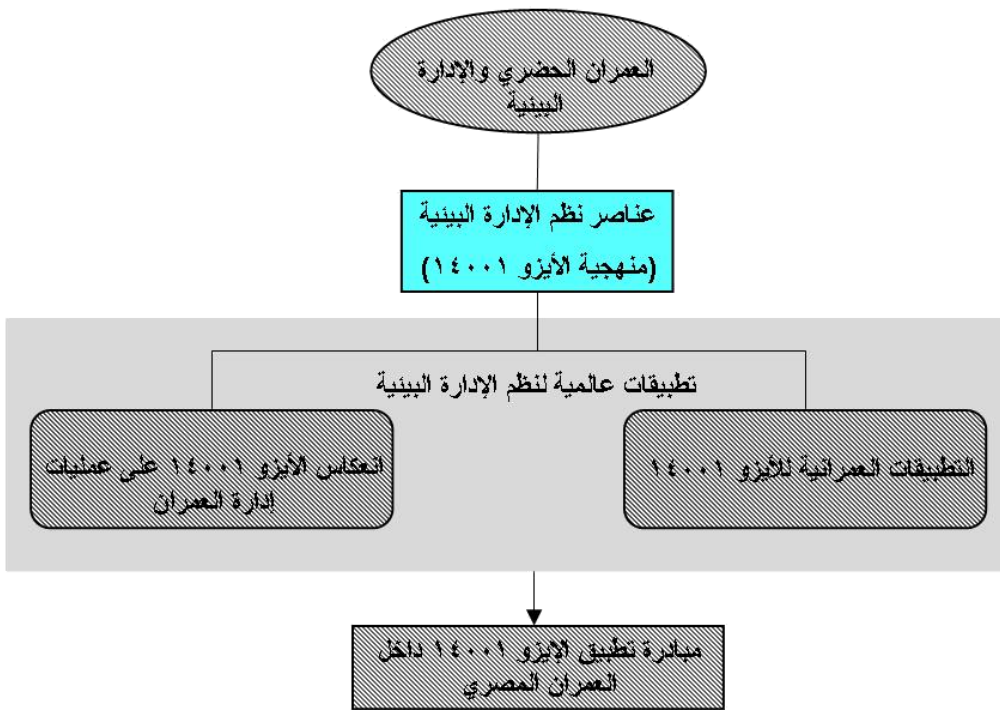 العمران الحضري والإدارة
البيئية
عناصر نظم الإدارة البيئية
(منهجية الأيزو ١٤٠٠١)
تطبيقات عالمية لنظم الإدارة البيئية
التطبيقات العمرانية للأيزو ١٤٠٠١
انعكاس الأيزو ١٤٠٠١ على عمليات
إدارة العمران
مبادرة تطبيق الإيزو ١٤٠٠١ داخل
العمران المصري